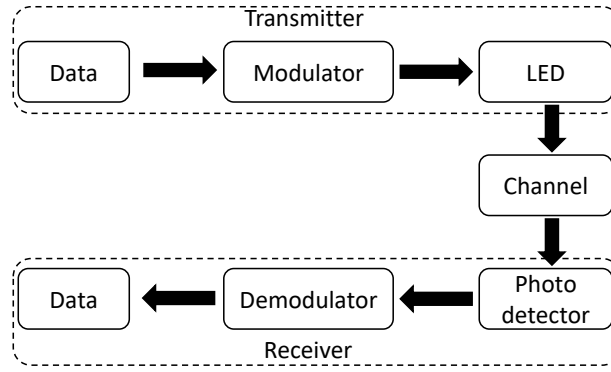 Transmitter
Data
Modulator
LED
Channel
Data
Demodulator
Photo
detector
Receiver